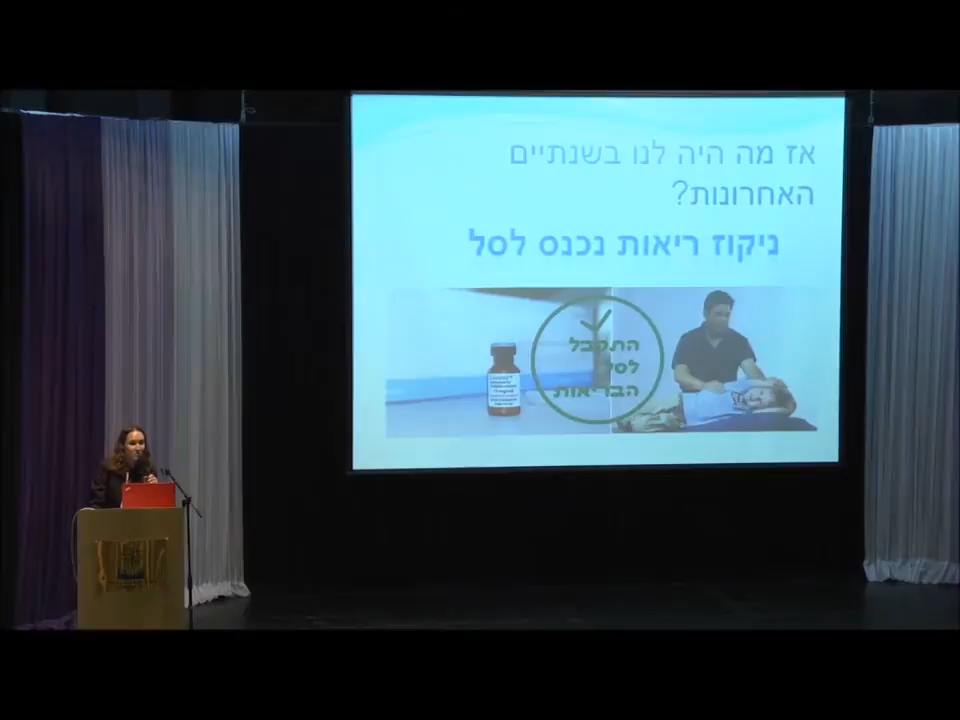 אז מה היה לנו בשנתיים
האחרונות?
ניקוז ריאות נכנס לסל
התקבל
לסל
הבריאות